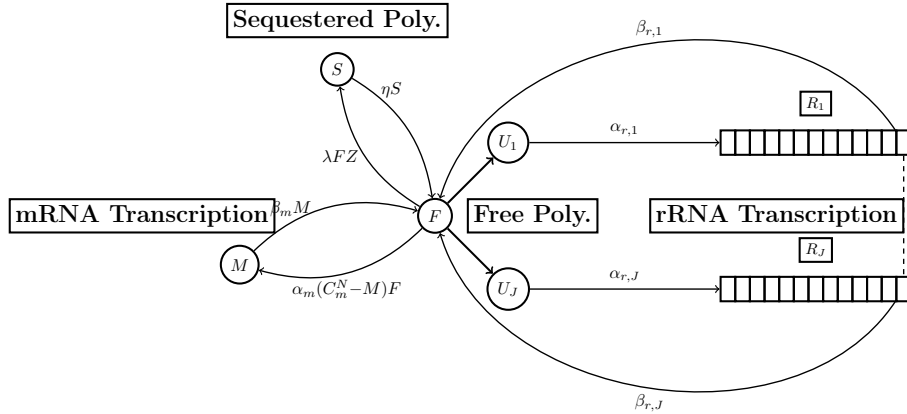 Sequestered Poly.
β_{r,1}
S
ηS
R_1
U_1
α_{r,1}
λFZ
mRNA Transcription
β_m M
F
Free Poly.
rRNA Transcription
M
R_J
α_m(C_m^N−M)F
U_J
α_{r,J}
β_{r,J}